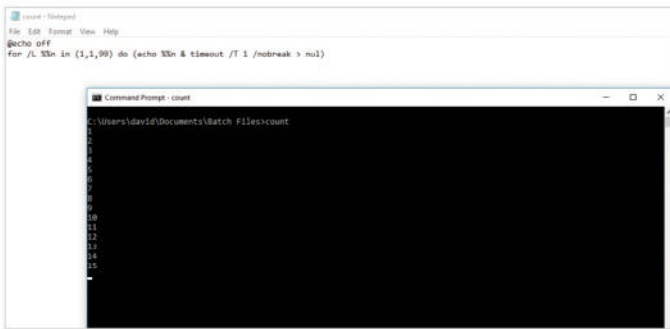 count - Notepad
File Edit Format View Help
@echo off
for /L %%n in (1,1,99) do (echo %%n & timeout /T 1 /nobreak > nul)
Command Prompt - count
C:\Users\david\Documents\Batch Files>count
1
2
3
4
5
6
7
8
9
10
11
12
13
14
15